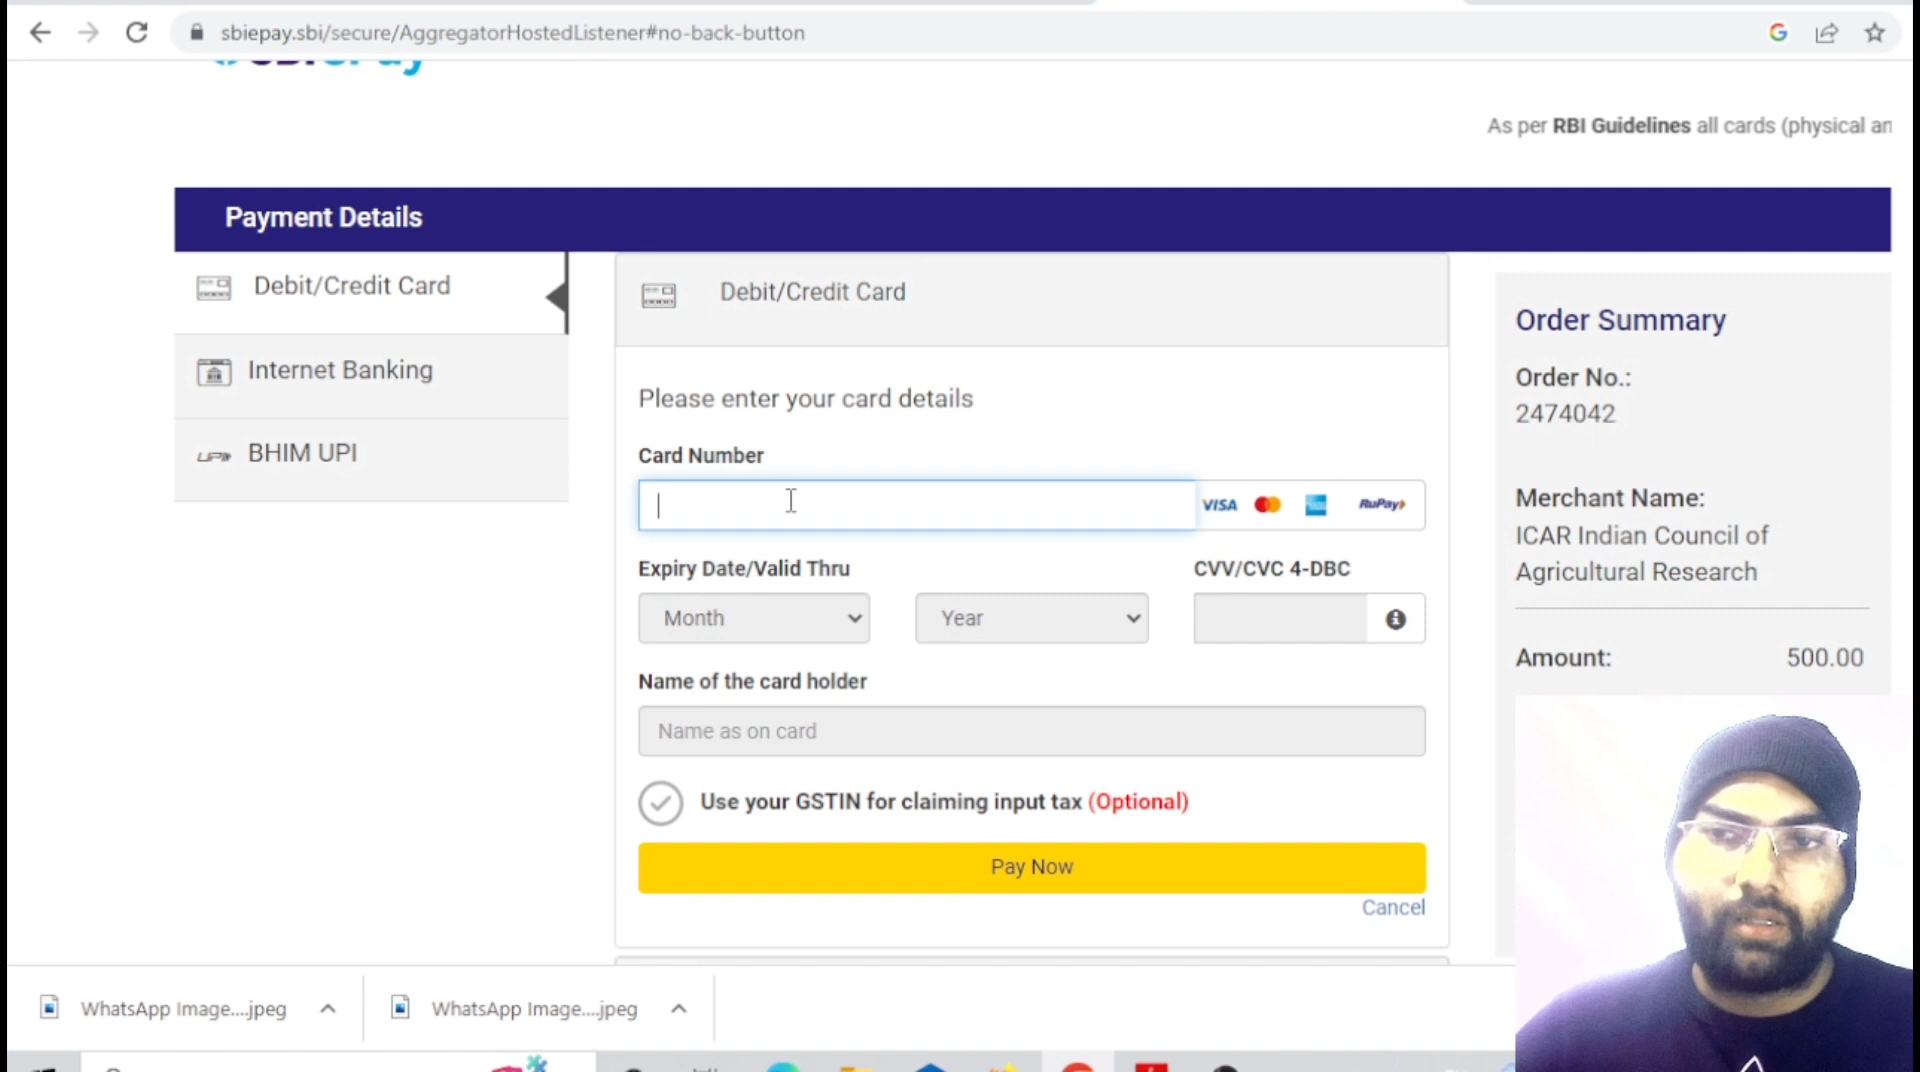 sbiepay.sbi/secure/AggregatorHostedListener#no-back-button
As per RBI Guidelines all cards (physical an
Payment Details
Debit/Credit Card
Internet Banking
BHIM UPI
Debit/Credit Card
Please enter your card details
Card Number
VISA
RuPay
Expiry Date/Valid Thru
CVV/CVC 4-DBC
Month
Year
Name of the card holder
Name as on card
Use your GSTIN for claiming input tax (Optional)
Pay Now
Cancel
Order Summary
Order No.:
2474042
Merchant Name:
ICAR Indian Council of
Agricultural Research
Amount: 500.00
WhatsApp Image....jpeg
WhatsApp Image....jpeg